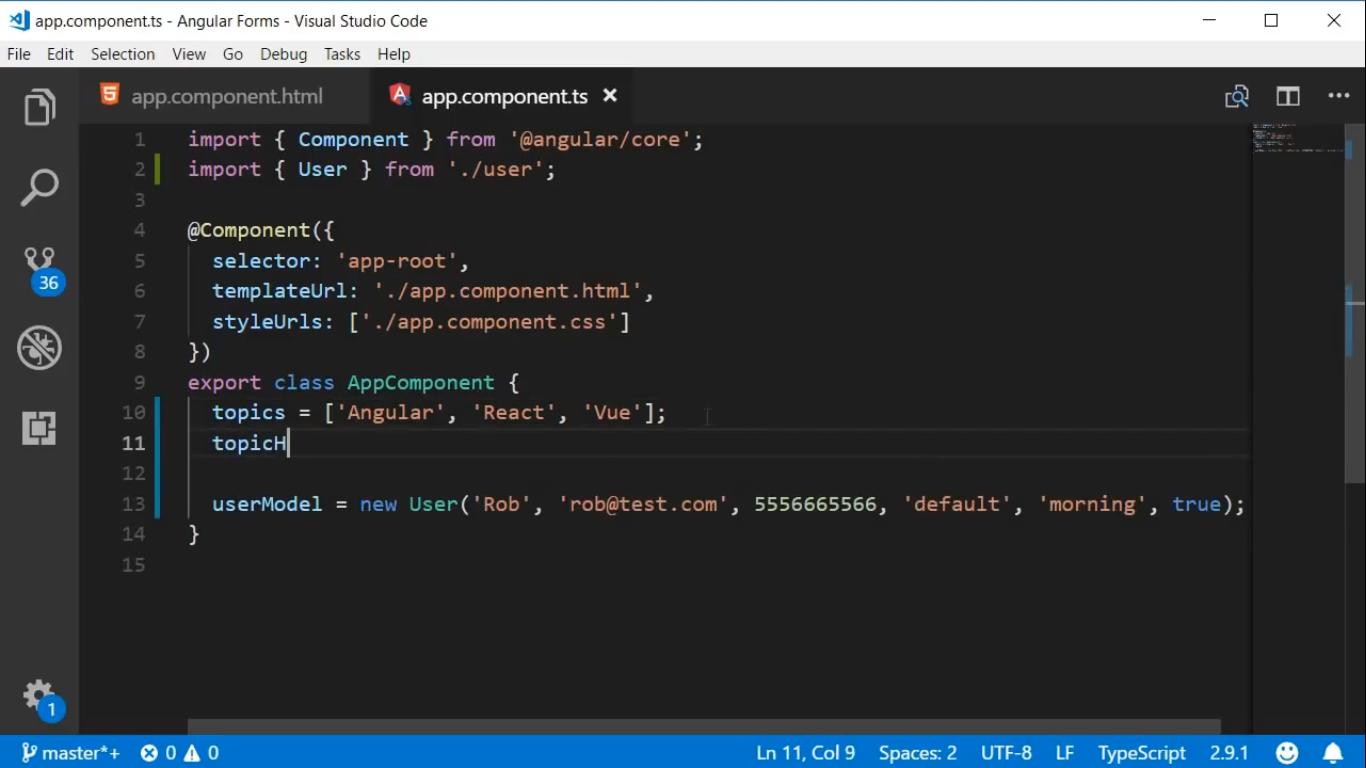 app.component.ts - Angular Forms - Visual Studio Code
File Edit Selection View Go Debug Tasks Help
app.component.html app.component.ts
1 import { Component } from '@angular/core';
2 import { User } from './user';
3
4 @Component({
5 selector: 'app-root',
6 templateUrl: './app.component.html',
7 styleUrls: ['./app.component.css']
8 })
9 export class AppComponent {
10 topics = ['Angular', 'React', 'Vue'];
11 topicH
12
13 userModel = new User('Rob', 'rob@test.com', 5556665566, 'default', 'morning', true);
14 }
15
36
1
master*+ 0 0 Ln 11, Col 9 Spaces: 2 UTF-8 LF TypeScript 2.9.1